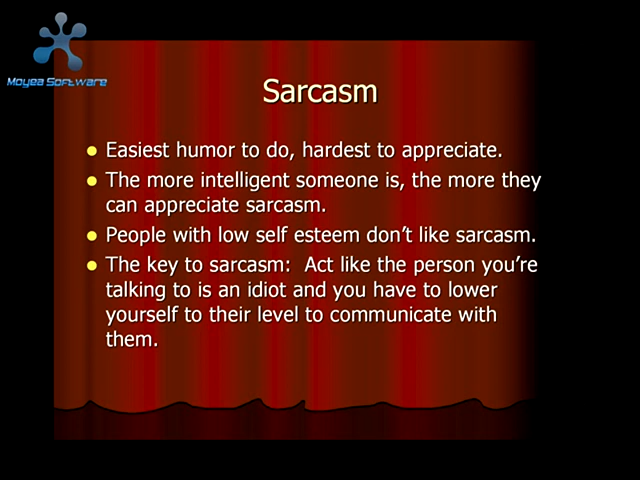 Moyea Software
Sarcasm
Easiest humor to do, hardest to appreciate.
The more intelligent someone is, the more they
can appreciate sarcasm.
People with low self esteem don't like sarcasm.
The key to sarcasm:  Act like the person you're
talking to is an idiot and you have to lower
yourself to their level to communicate with
them.